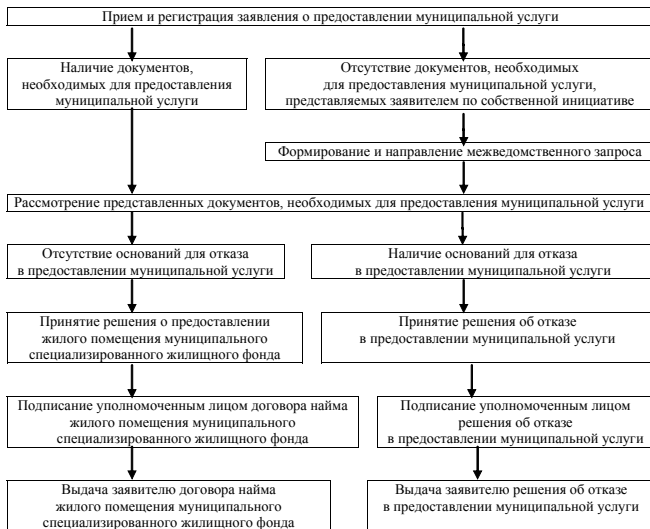 Прием и регистрация заявления о предоставлении муниципальной услуги
Наличие документов,
необходимых для предоставления
муниципальной услуги
Отсутствие документов, необходимых
для предоставления муниципальной услуги,
представляемых заявителем по собственной инициативе
Формирование и направление межведомственного запроса
Рассмотрение представленных документов, необходимых для предоставления муниципальной услуги
Отсутствие оснований для отказа
в предоставлении муниципальной услуги
Наличие оснований для отказа
в предоставлении муниципальной услуги
Принятие решения о предоставлении
жилого помещения муниципального
специализированного жилищного фонда
Принятие решения об отказе
в предоставлении муниципальной услуги
Подписание уполномоченным лицом договора найма
жилого помещения муниципального
специализированного жилищного фонда
Подписание уполномоченным лицом
решения об отказе
в предоставлении муниципальной услуги
Выдача заявителю договора найма
жилого помещения муниципального
специализированного жилищного фонда
Выдача заявителю решения об отказе
в предоставлении муниципальной услуги